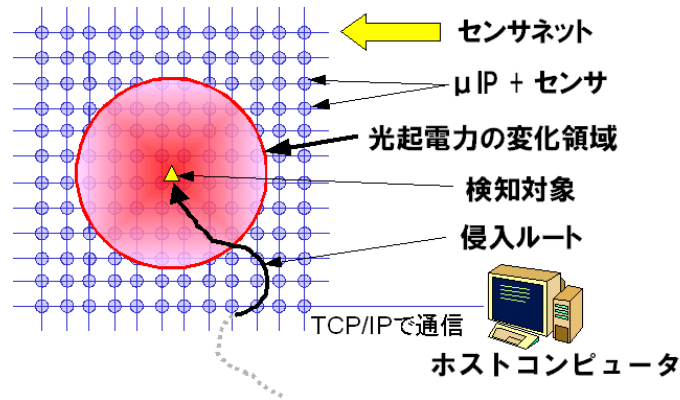 センサネット
μIP + センサ
光起電力の変化領域
検知対象
侵入ルート
TCP/IPで通信
ホストコンピュータ